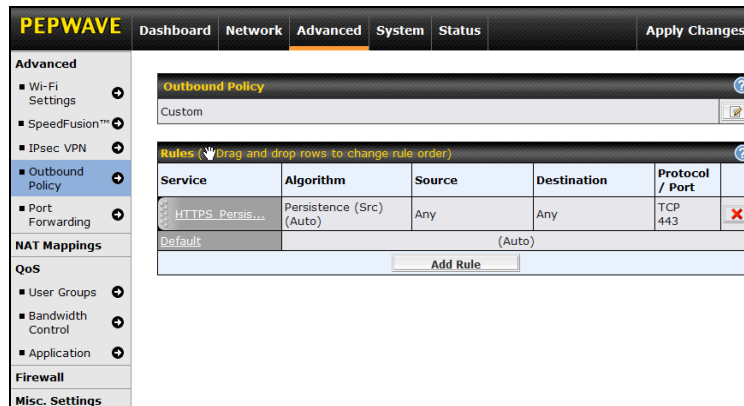 PEPWAVE
Dashboard Network Advanced System Status Apply Changes
Advanced
Wi-Fi
Settings
SpeedFusion™
IPsec VPN
Outbound
Policy
Port
Forwarding
NAT Mappings
QoS
User Groups
Bandwidth
Control
Application
Firewall
Misc. Settings
Outbound Policy
?
Custom
Rules (Drag and drop rows to change rule order)
?
Service Algorithm Source Destination Protocol
/ Port
HTTPS_Persis... Persistence (Src)
(Auto) Any Any TCP
443
Default (Auto)
Add Rule